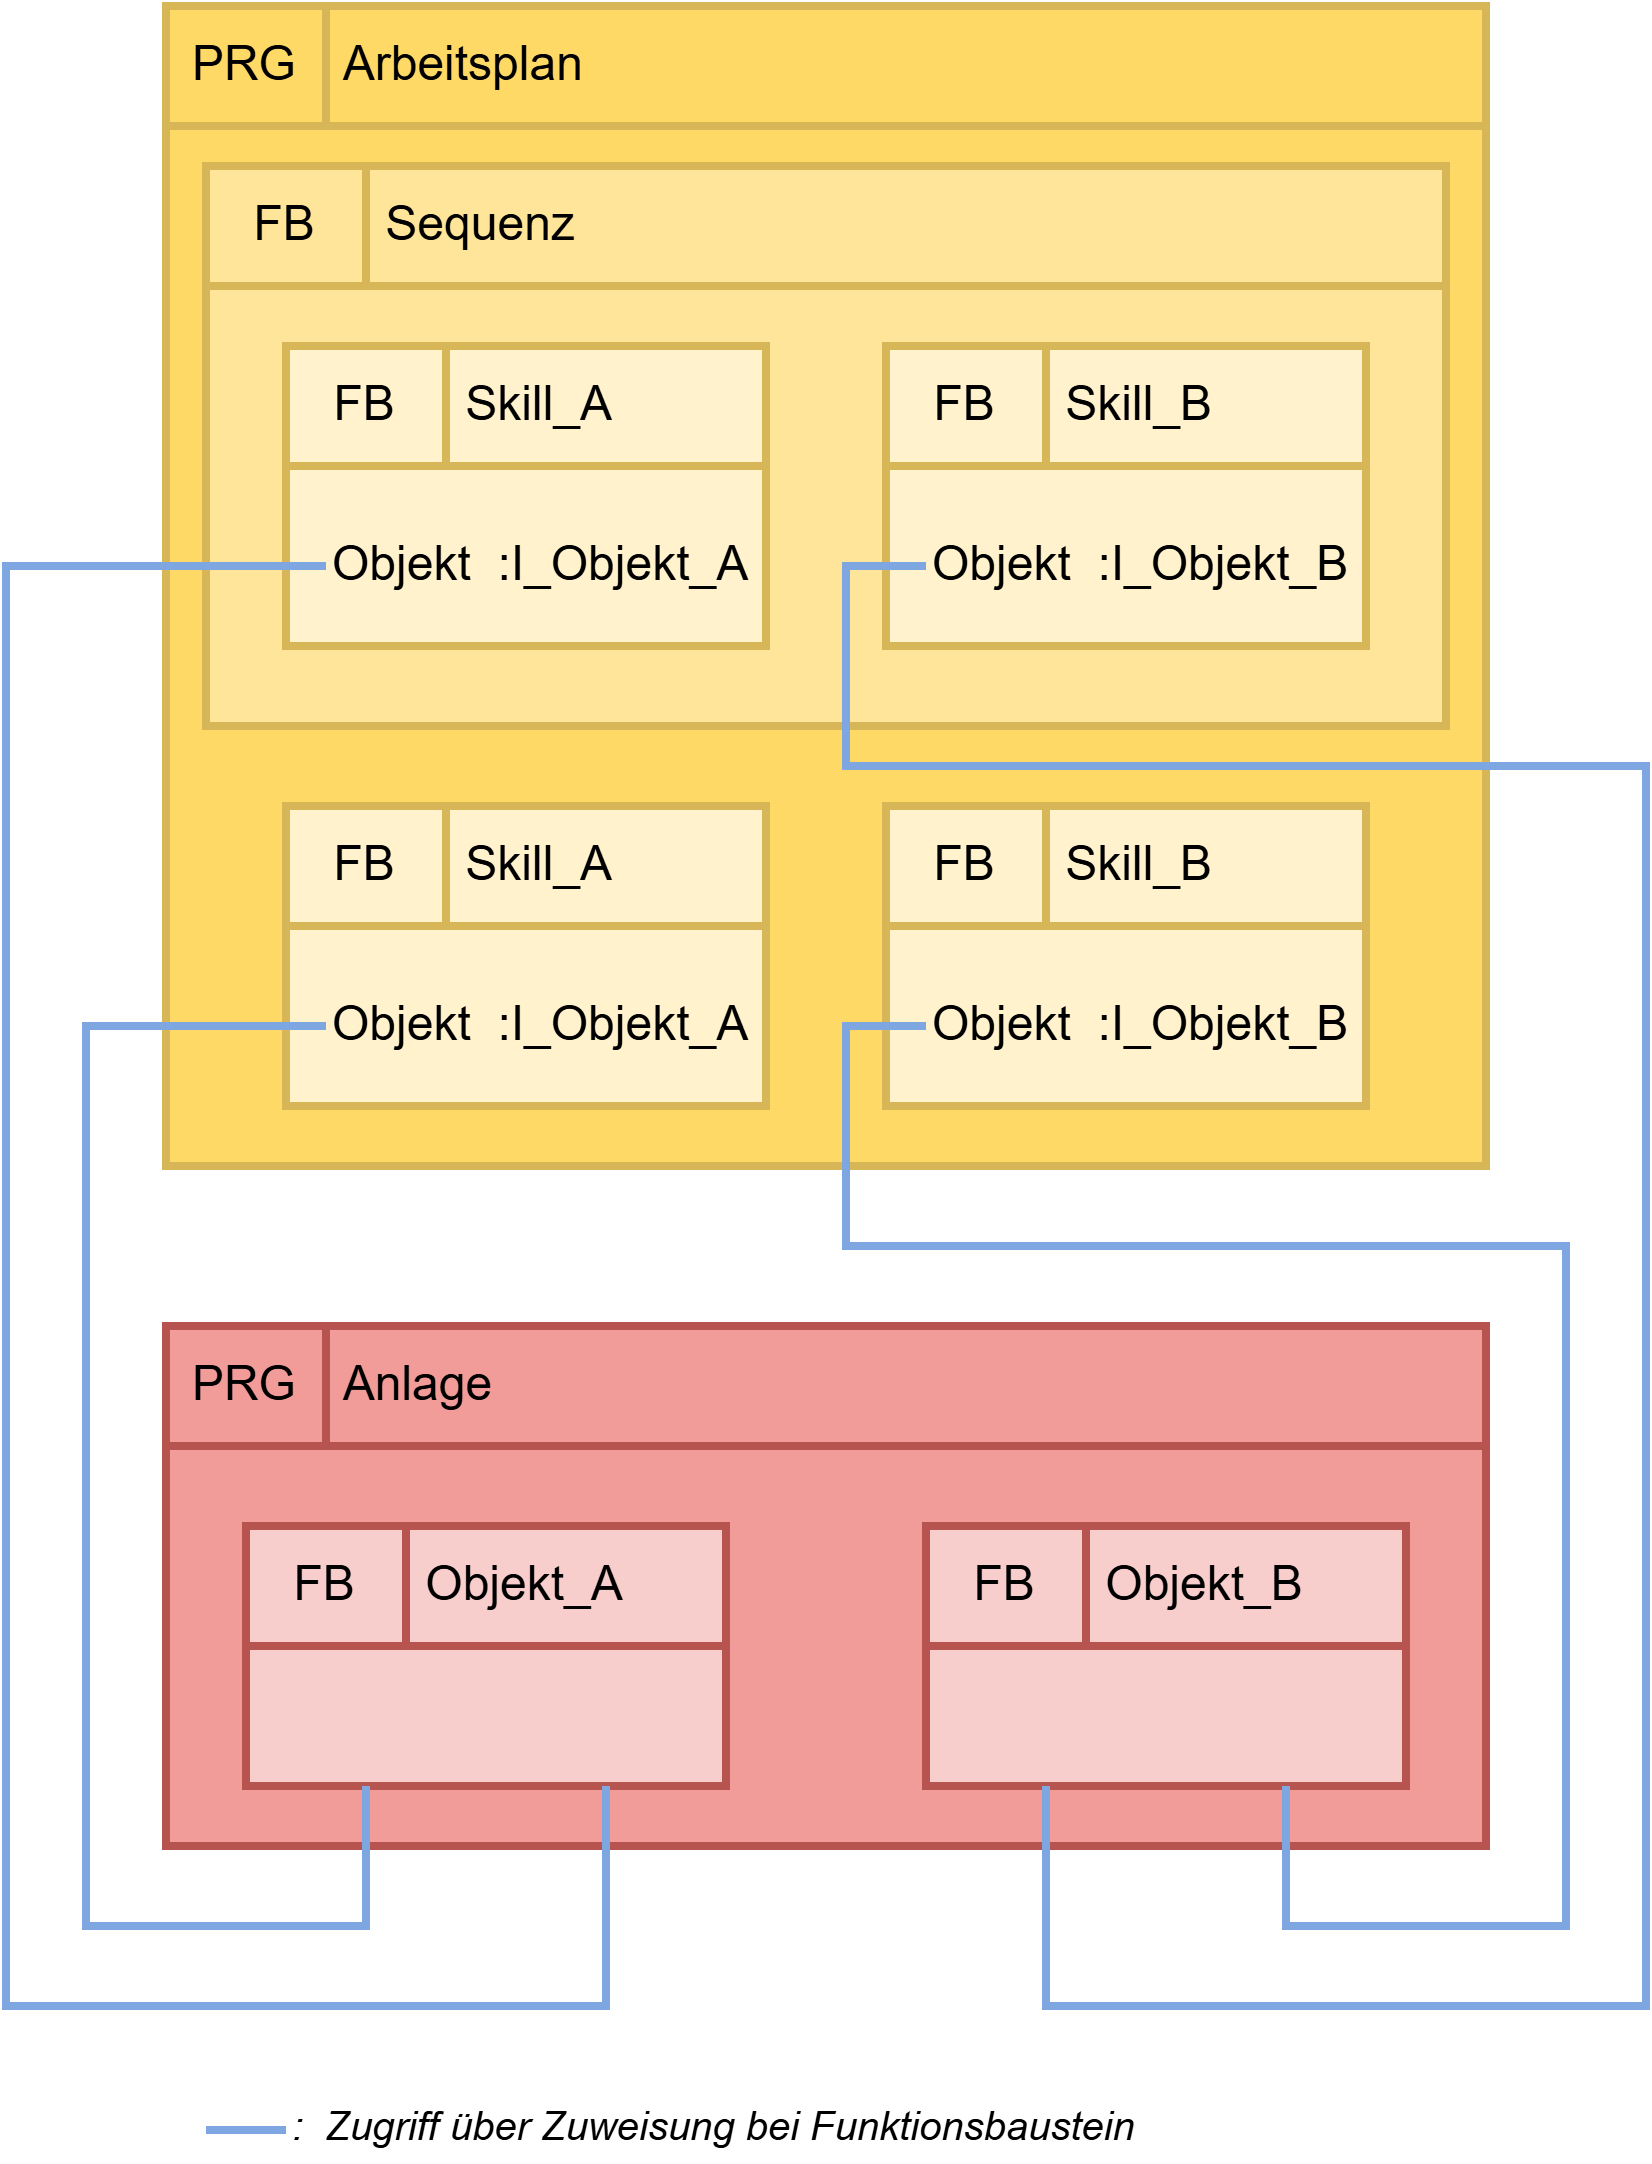 PRG Arbeitsplan
FB Sequenz
FB Skill_A FB Skill_B
Objekt :I_Objekt_A Objekt :I_Objekt_B
FB Skill_A FB Skill_B
Objekt :I_Objekt_A Objekt :I_Objekt_B
PRG Anlage
FB Objekt_A FB Objekt_B
: Zugriff über Zuweisung bei Funktionsbaustein